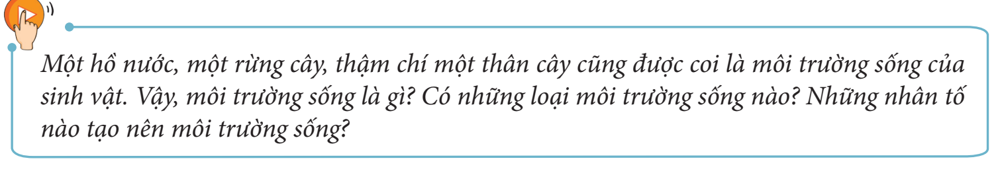 Một hồ nước, một rừng cây, thậm chí một thân cây cũng được coi là môi trường sống của
sinh vật. Vậy, môi trường sống là gì? Có những loại môi trường sống nào? Những nhân tố
nào tạo nên môi trường sống?